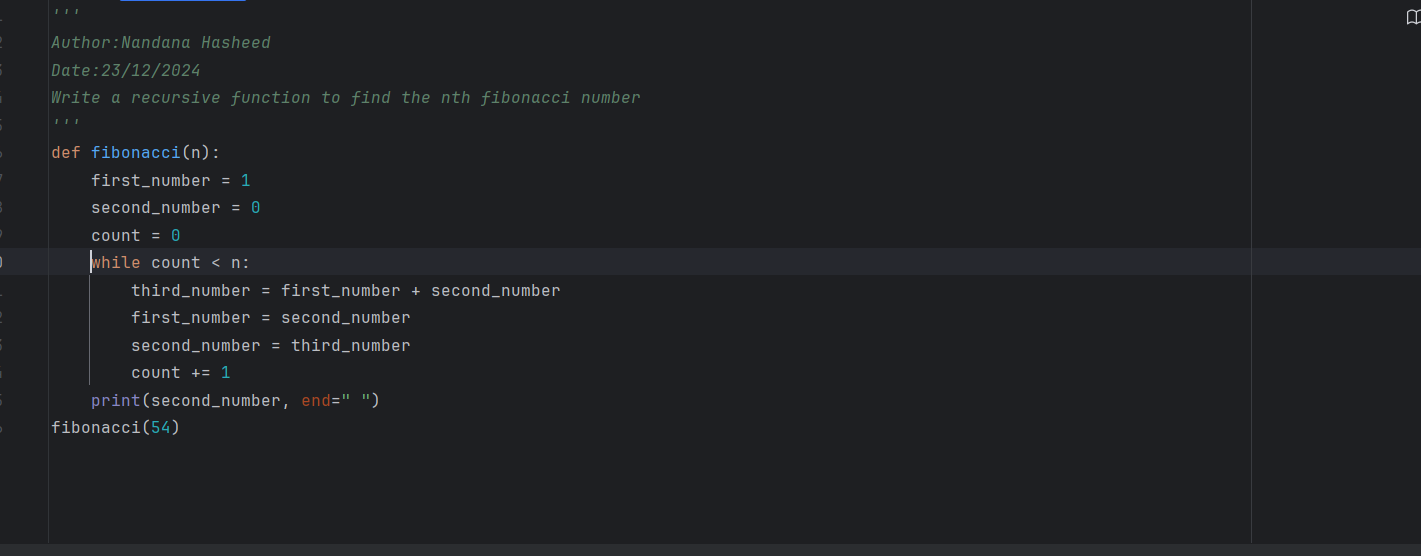 '''
Author:Nandana Hasheed
Date:23/12/2024
Write a recursive function to find the nth fibonacci number
'''
def fibonacci(n):
    first_number = 1
    second_number = 0
    count = 0
    while count < n:
        third_number = first_number + second_number
        first_number = second_number
        second_number = third_number
        count += 1
    print(second_number, end=" ")
fibonacci(54)